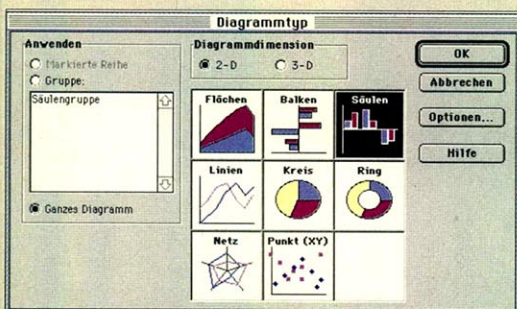 Diagrammtyp
Anwenden
Markierte Reihe
Gruppe:
Säulengruppe
Ganzes Diagramm
Diagrammdimension
2-D
3-D
Flächen
Balken
Säulen
Linien
Kreis
Ring
Netz
Punkt (XY)
OK
Abbrechen
Optionen...
Hilfe